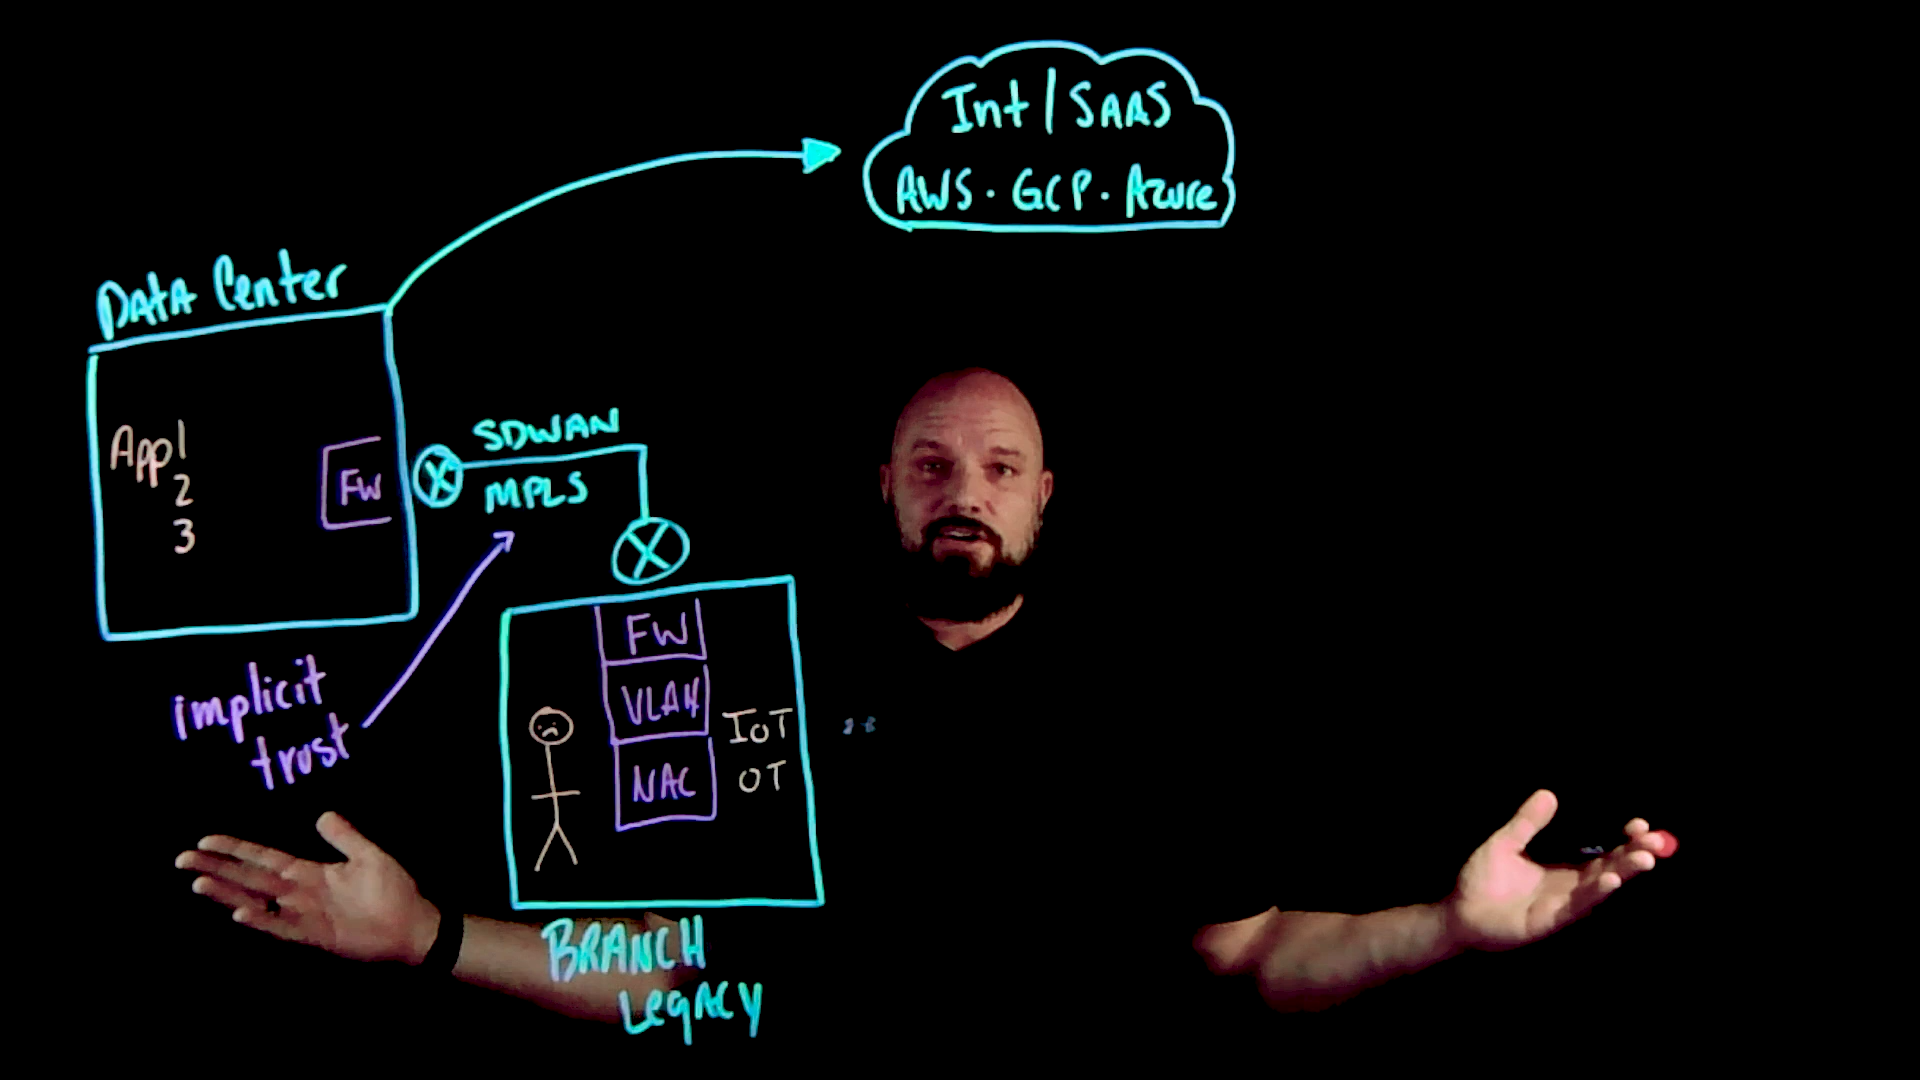 Int | SAAS
AWS · GCP · Azure
DATA Center
App 1
2
3
FW
SDWAN
MPLS
implicit
trust
FW
VLAN
NAC
IoT
OT
BRANCH
Legacy